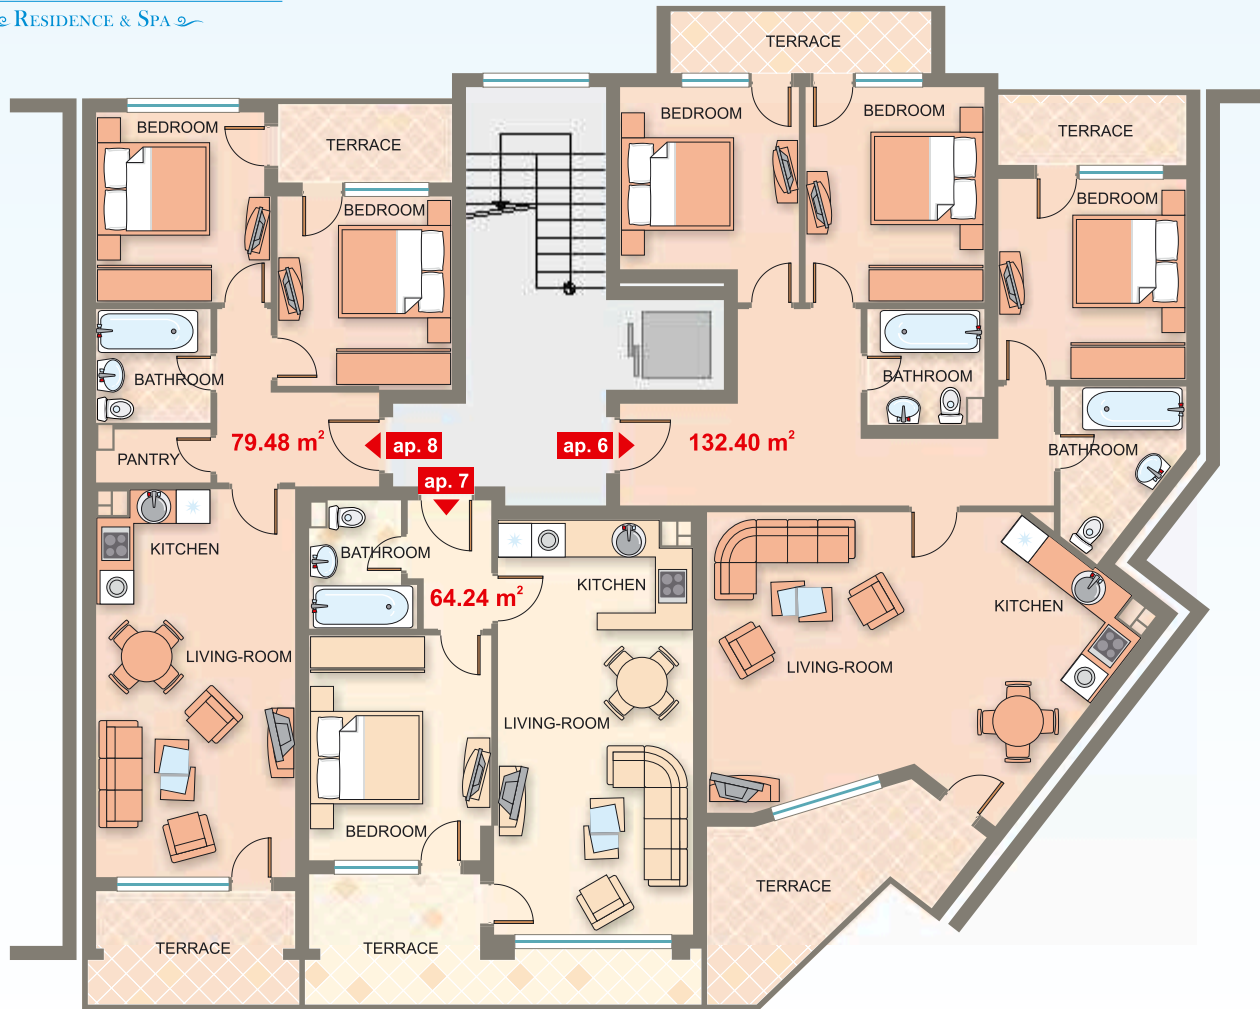 RESIDENCE & SPA
TERRACE
BEDROOM
BEDROOM
BEDROOM
TERRACE
TERRACE
BEDROOM
BEDROOM
BATHROOM
BATHROOM
79.48 m²
ap. 8
ap. 6
132.40 m²
PANTRY
BATHROOM
ap. 7
KITCHEN
BATHROOM
64.24 m²
KITCHEN
KITCHEN
LIVING-ROOM
LIVING-ROOM
LIVING-ROOM
BEDROOM
TERRACE
TERRACE
TERRACE